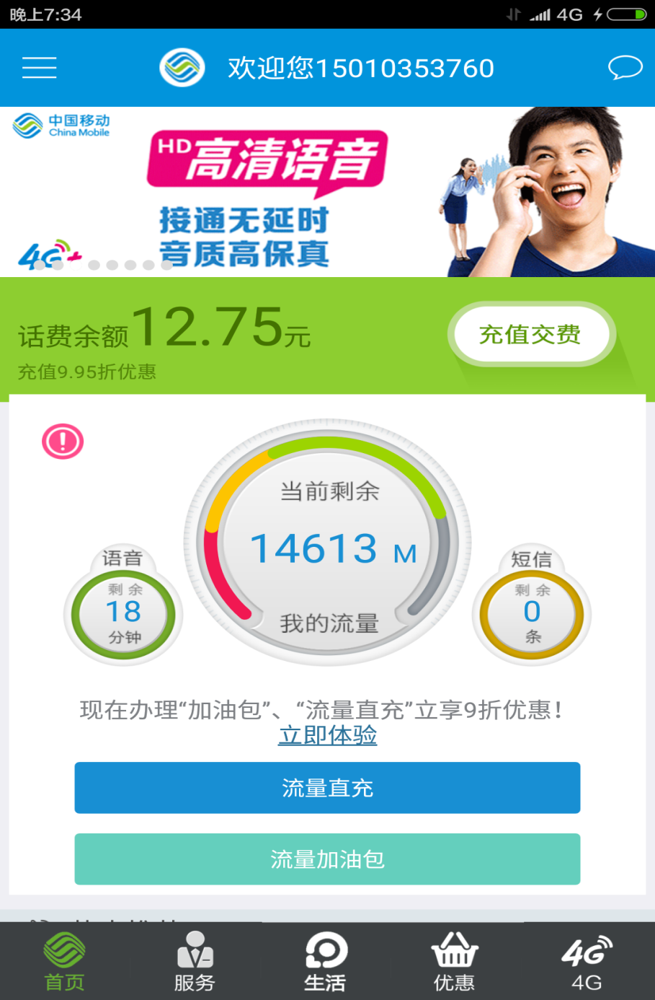 晚上7:34
4G
欢迎您15010353760
中国移动
China Mobile
HD高清语音
接通无延时
音质高保真
4G+
话费余额12.75元
充值交费
充值9.95折优惠
当前剩余
14613 M
我的流量
语音
剩余
18
分钟
短信
剩余
0
条
现在办理“加油包”、“流量直充”立享9折优惠！
立即体验
流量直充
流量加油包
首页
服务
生活
优惠
4G
4G